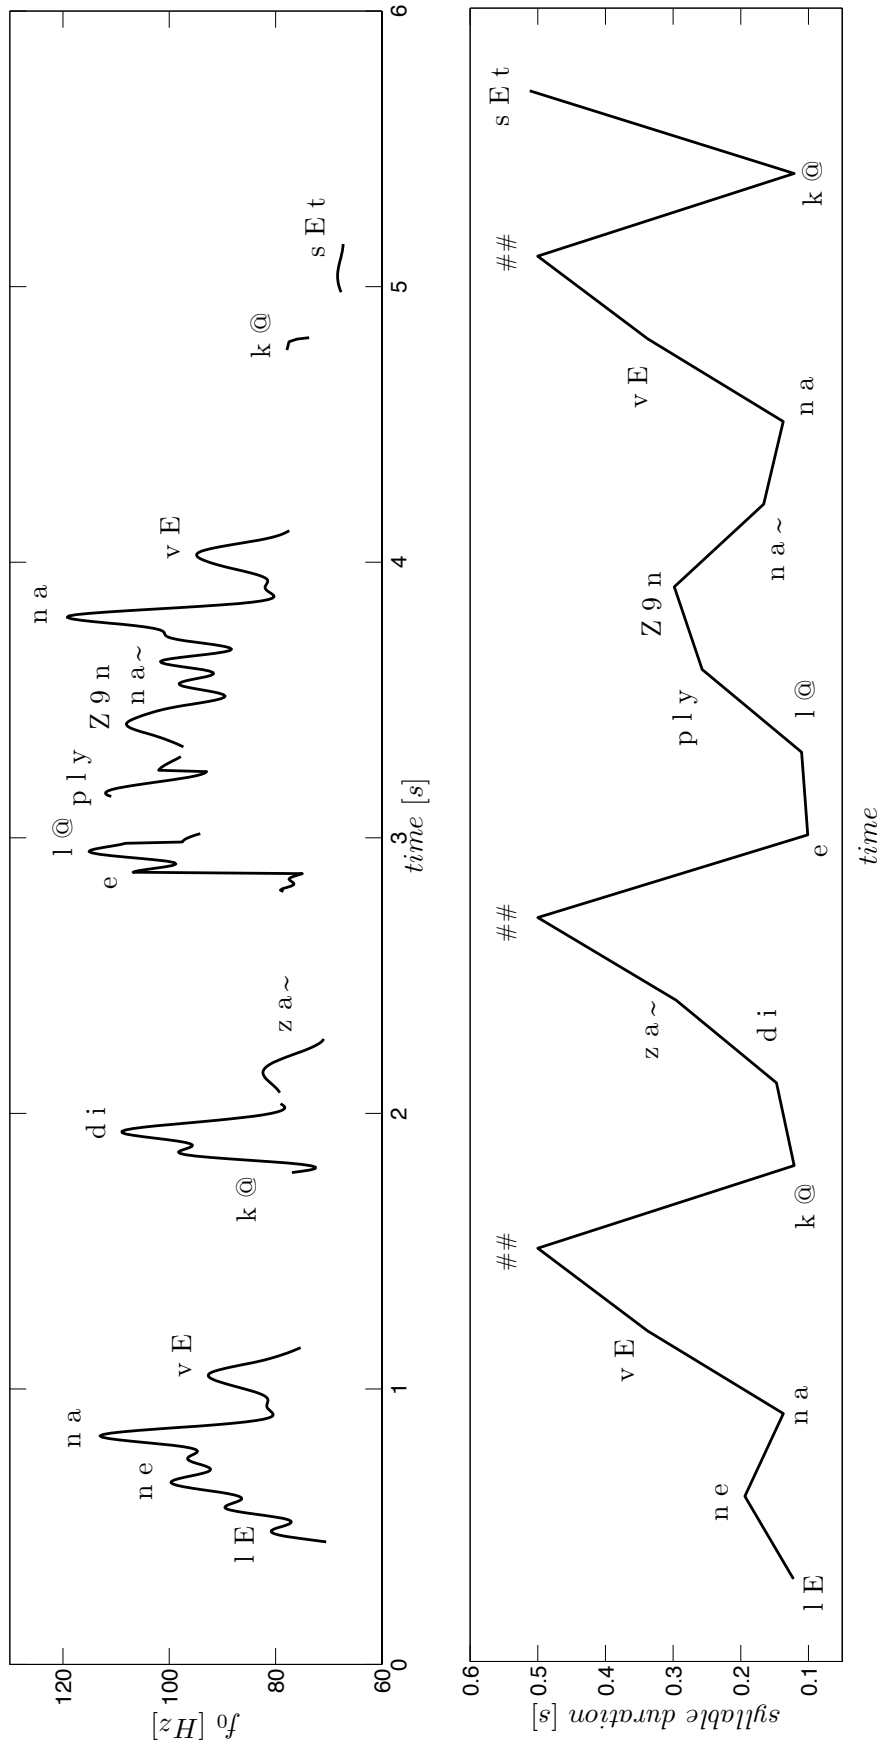 120
100
80
60
f0 [Hz]
0
1
2
3
4
5
6
time [s]
l E
n e
n a
v E
k @
d i
z a~
e
l @
p l y
Z 9 n
n a~
n a
v E
k @
s E t
0.6
0.5
0.4
0.3
0.2
0.1
syllable duration [s]
time
l E
n e
n a
v E
##
k @
d i
z a~
##
e
l @
p l y
Z 9 n
n a~
n a
v E
##
k @
s E t